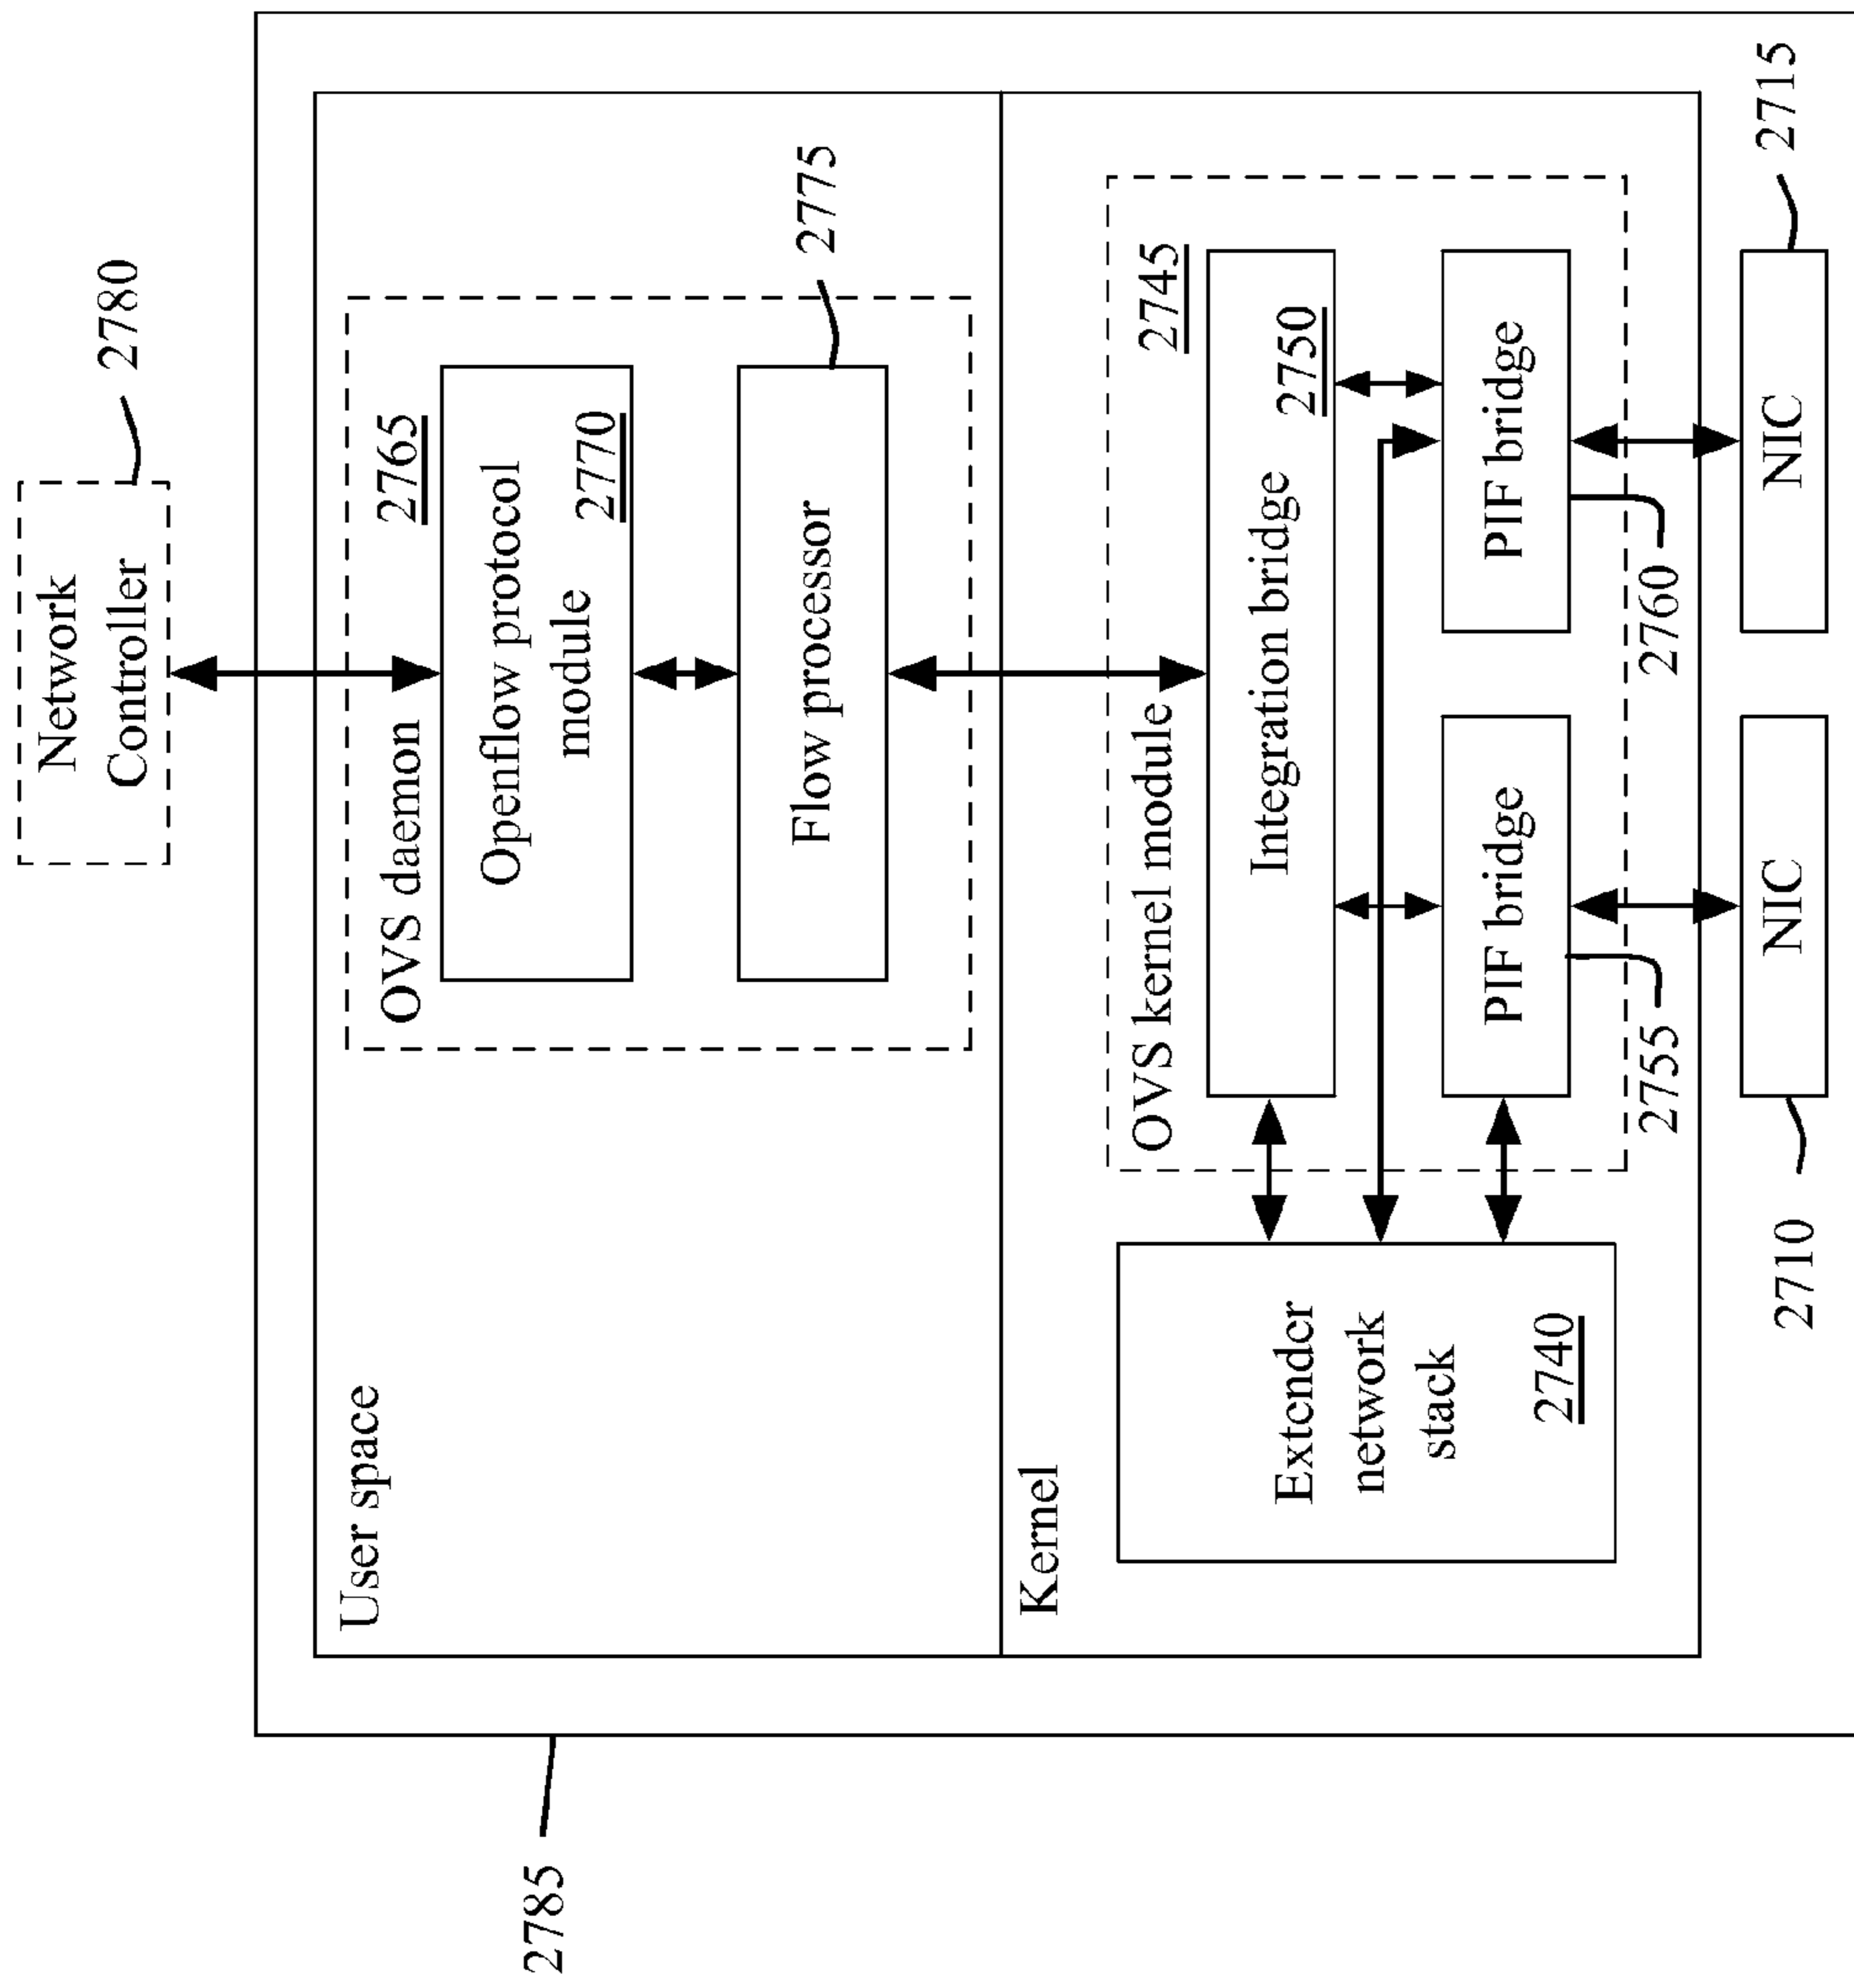 Network
Controller
2780
2785
User space
OVS daemon
2765
Openflow protocol
module
2770
Flow processor
2775
Kernel
OVS kernel module
2745
Extender
network
stack
2740
Integration bridge
2750
PIF bridge
PIF bridge
2755
2760
NIC
NIC
2710
2715